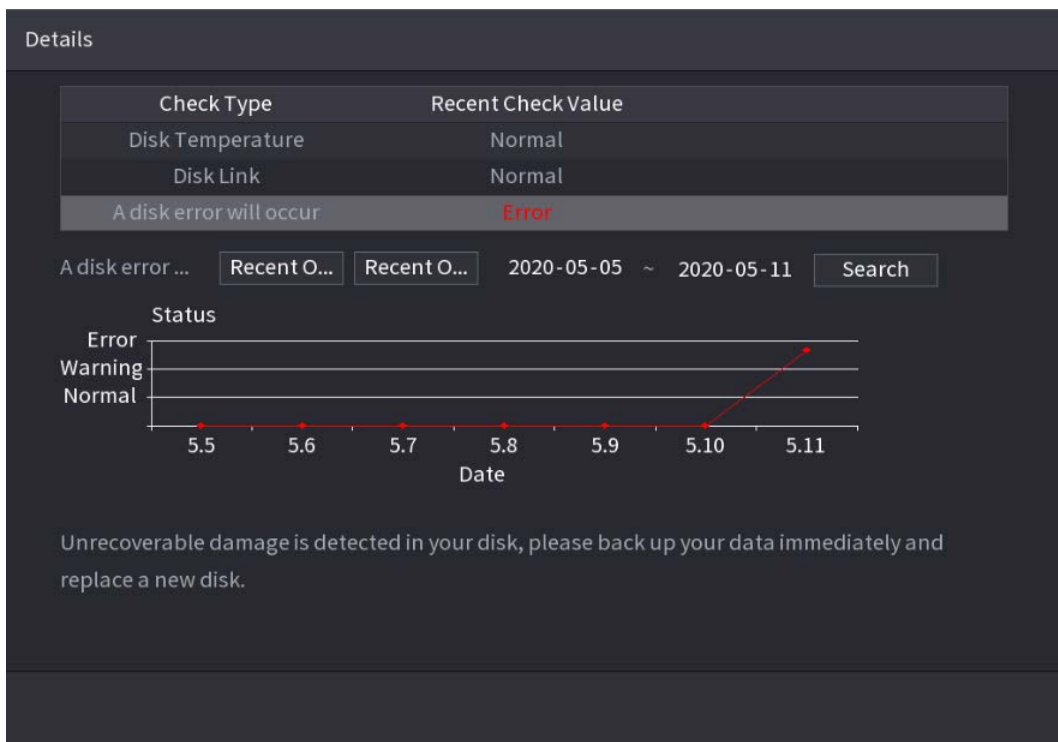 Details
Check Type Recent Check Value
Disk Temperature Normal
Disk Link Normal
A disk error will occur Error
A disk error ... Recent O... Recent O... 2020-05-05 ~ 2020-05-11 Search
Status
Error
Warning
Normal
5.5 5.6 5.7 5.8 5.9 5.10 5.11
Date
Unrecoverable damage is detected in your disk, please back up your data immediately and
replace a new disk.